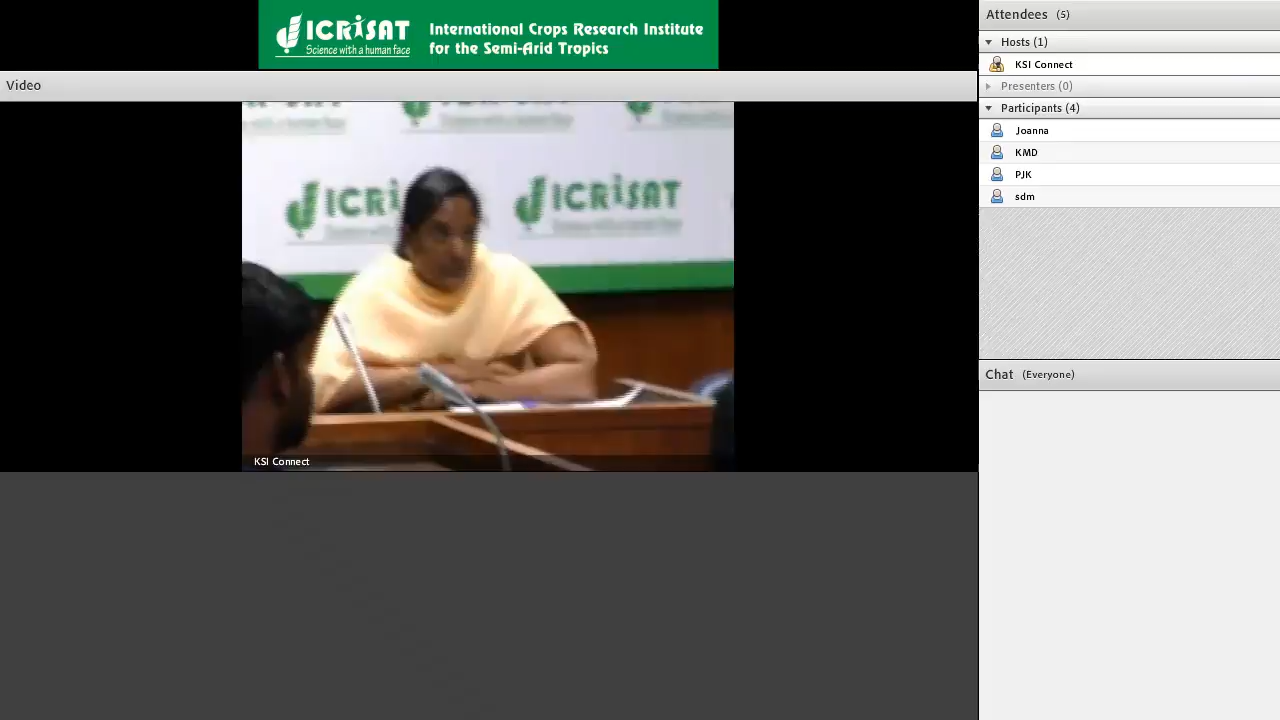 ICRISAT
Science with a human face
International Crops Research Institute
for the Semi-Arid Tropics
Video
ICRI
ICRISAT
KSI Connect
Attendees (5)
Hosts (1)
KSI Connect
Presenters (0)
Participants (4)
Joanna
KMD
PJK
sdm
Chat (Everyone)